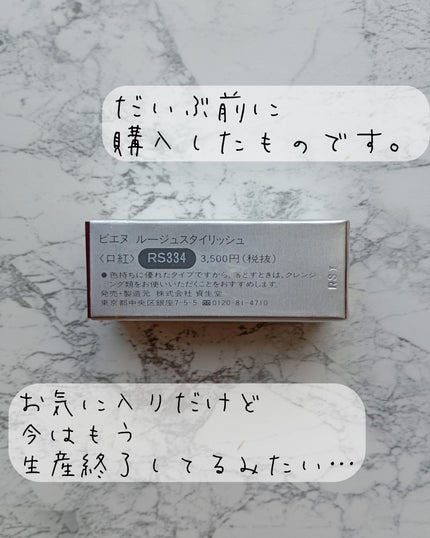 だいぶ前に
購入したものです。
ピエヌ ルージュスタイリッシュ
〈口紅〉 RS334 3,500円(税抜)
●色持ちに優れたタイプですから、落とすときは、クレンジ
ング類をお使いいただくことをおすすめします。
発売・製造元 株式会社 資生堂
東京都中央区銀座7-5-5 ☎0120-81-4710
お気に入りだけど
今はもう
生産終了してるみたい…